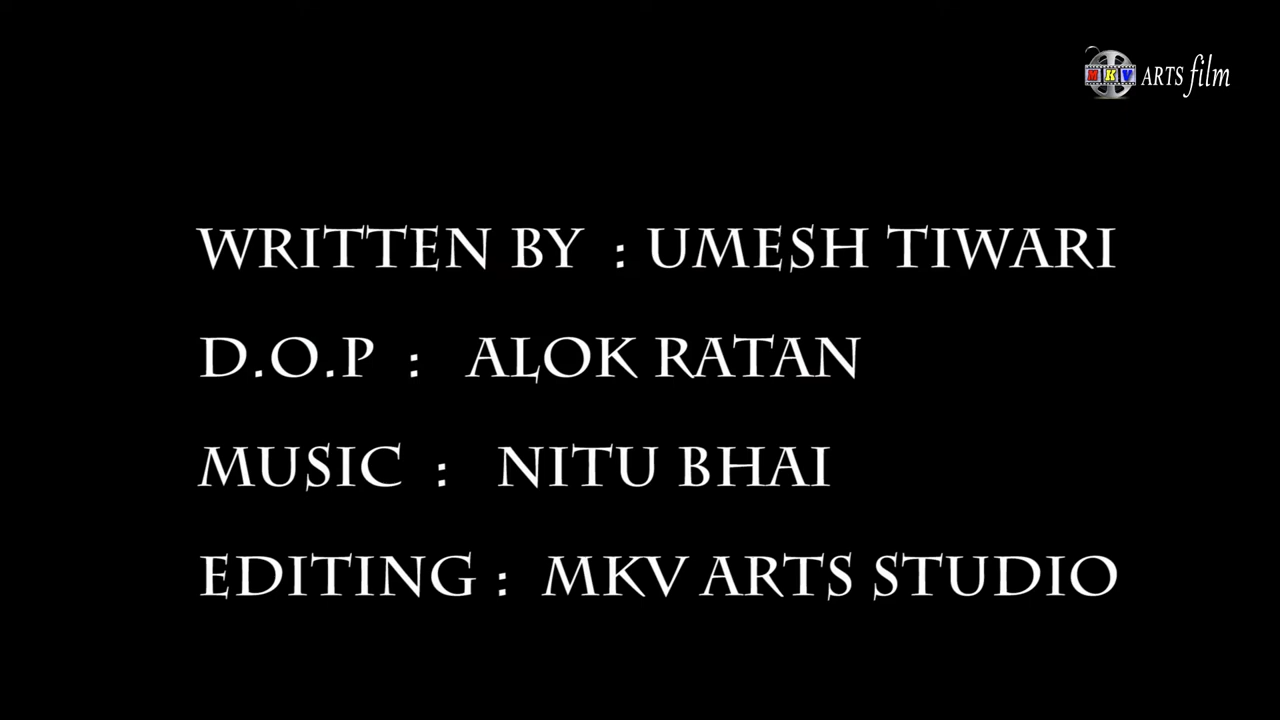 MKV ARTS film
WRITTEN BY : UMESH TIWARI
D.O.P : ALOK RATAN
MUSIC : NITU BHAI
EDITING : MKV ARTS STUDIO